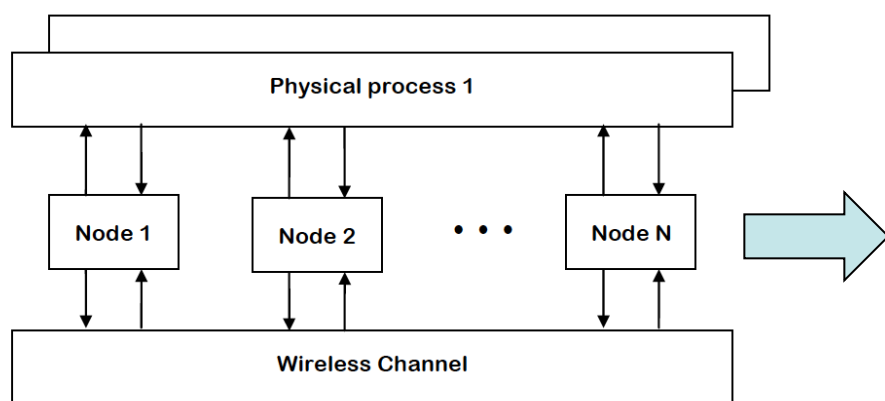 Physical process 1
Node 1
Node 2
• • •
Node N
Wireless Channel